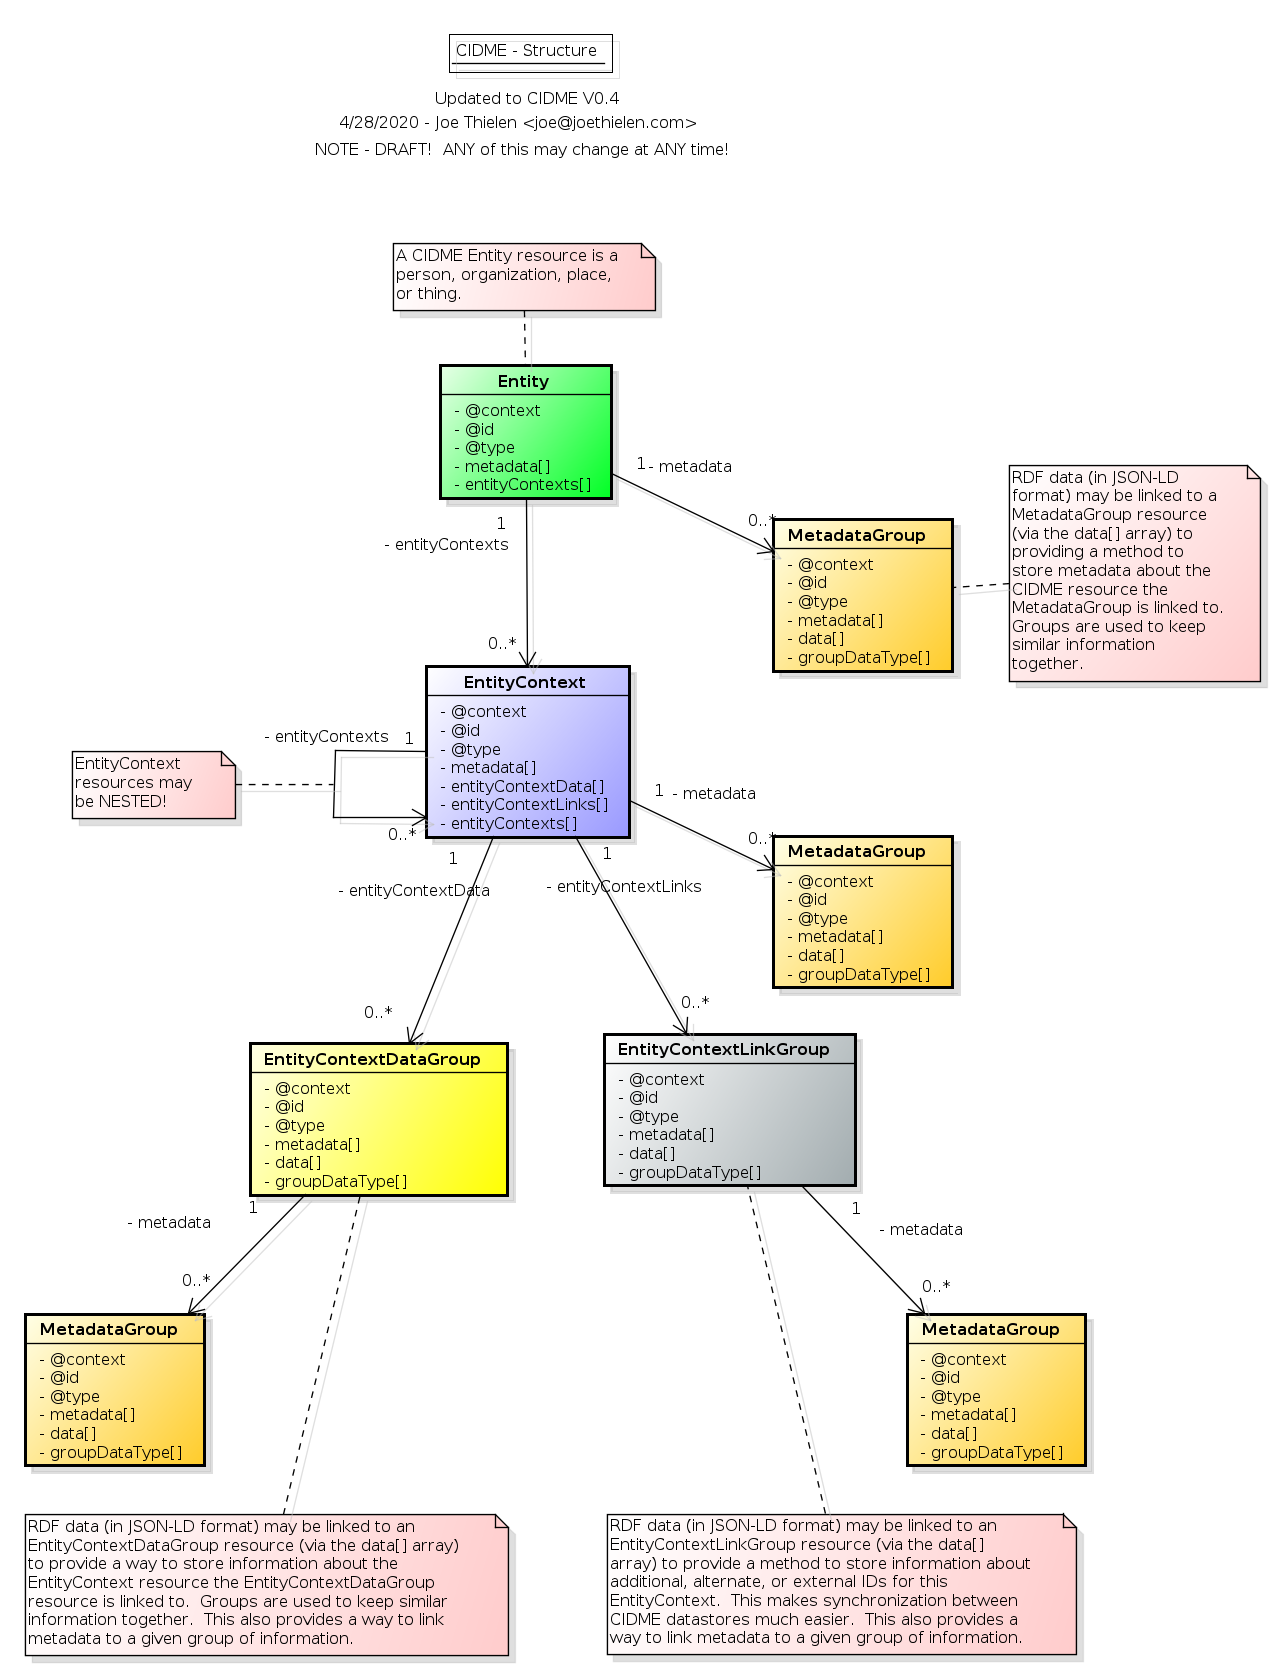 CIDME - Structure
Updated to CIDME V0.4
4/28/2020 - Joe Thielen <joe@joethielen.com>
NOTE - DRAFT!  ANY of this may change at ANY time!
A CIDME Entity resource is a
person, organization, place,
or thing.
Entity
- @context
- @id
- @type
- metadata[]
- entityContexts[]
1
- metadata
0..*
1
- entityContexts
0..*
MetadataGroup
- @context
- @id
- @type
- metadata[]
- data[]
- groupDataType[]
RDF data (in JSON-LD
format) may be linked to a
MetadataGroup resource
(via the data[] array) to
providing a method to
store metadata about the
CIDME resource the
MetadataGroup is linked to.
Groups are used to keep
similar information
together.
EntityContext
- @context
- @id
- @type
- metadata[]
- entityContextData[]
- entityContextLinks[]
- entityContexts[]
- entityContexts
1
0..*
EntityContext
resources may
be NESTED!
1
- metadata
0..*
MetadataGroup
- @context
- @id
- @type
- metadata[]
- data[]
- groupDataType[]
1
- entityContextData
0..*
1
- entityContextLinks
0..*
EntityContextDataGroup
- @context
- @id
- @type
- metadata[]
- data[]
- groupDataType[]
EntityContextLinkGroup
- @context
- @id
- @type
- metadata[]
- data[]
- groupDataType[]
1
- metadata
0..*
1
- metadata
0..*
MetadataGroup
- @context
- @id
- @type
- metadata[]
- data[]
- groupDataType[]
MetadataGroup
- @context
- @id
- @type
- metadata[]
- data[]
- groupDataType[]
RDF data (in JSON-LD format) may be linked to an
EntityContextDataGroup resource (via the data[] array)
to provide a way to store information about the
EntityContext resource the EntityContextDataGroup
resource is linked to.  Groups are used to keep similar
information together.  This also provides a way to link
metadata to a given group of information.
RDF data (in JSON-LD format) may be linked to an
EntityContextLinkGroup resource (via the data[]
array) to provide a method to store information about
additional, alternate, or external IDs for this
EntityContext.  This makes synchronization between
CIDME datastores much easier.  This also provides a
way to link metadata to a given group of information.